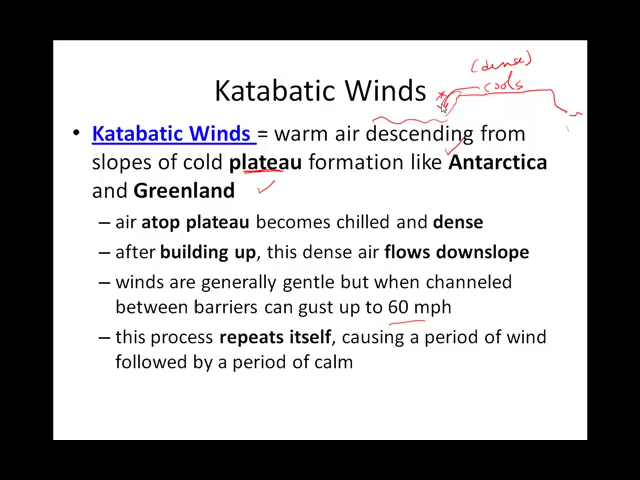 (dense)
cools
Katabatic Winds
• Katabatic Winds = warm air descending from
slopes of cold plateau formation like Antarctica
and Greenland
– air atop plateau becomes chilled and dense
– after building up, this dense air flows downslope
– winds are generally gentle but when channeled
between barriers can gust up to 60 mph
– this process repeats itself, causing a period of wind
followed by a period of calm